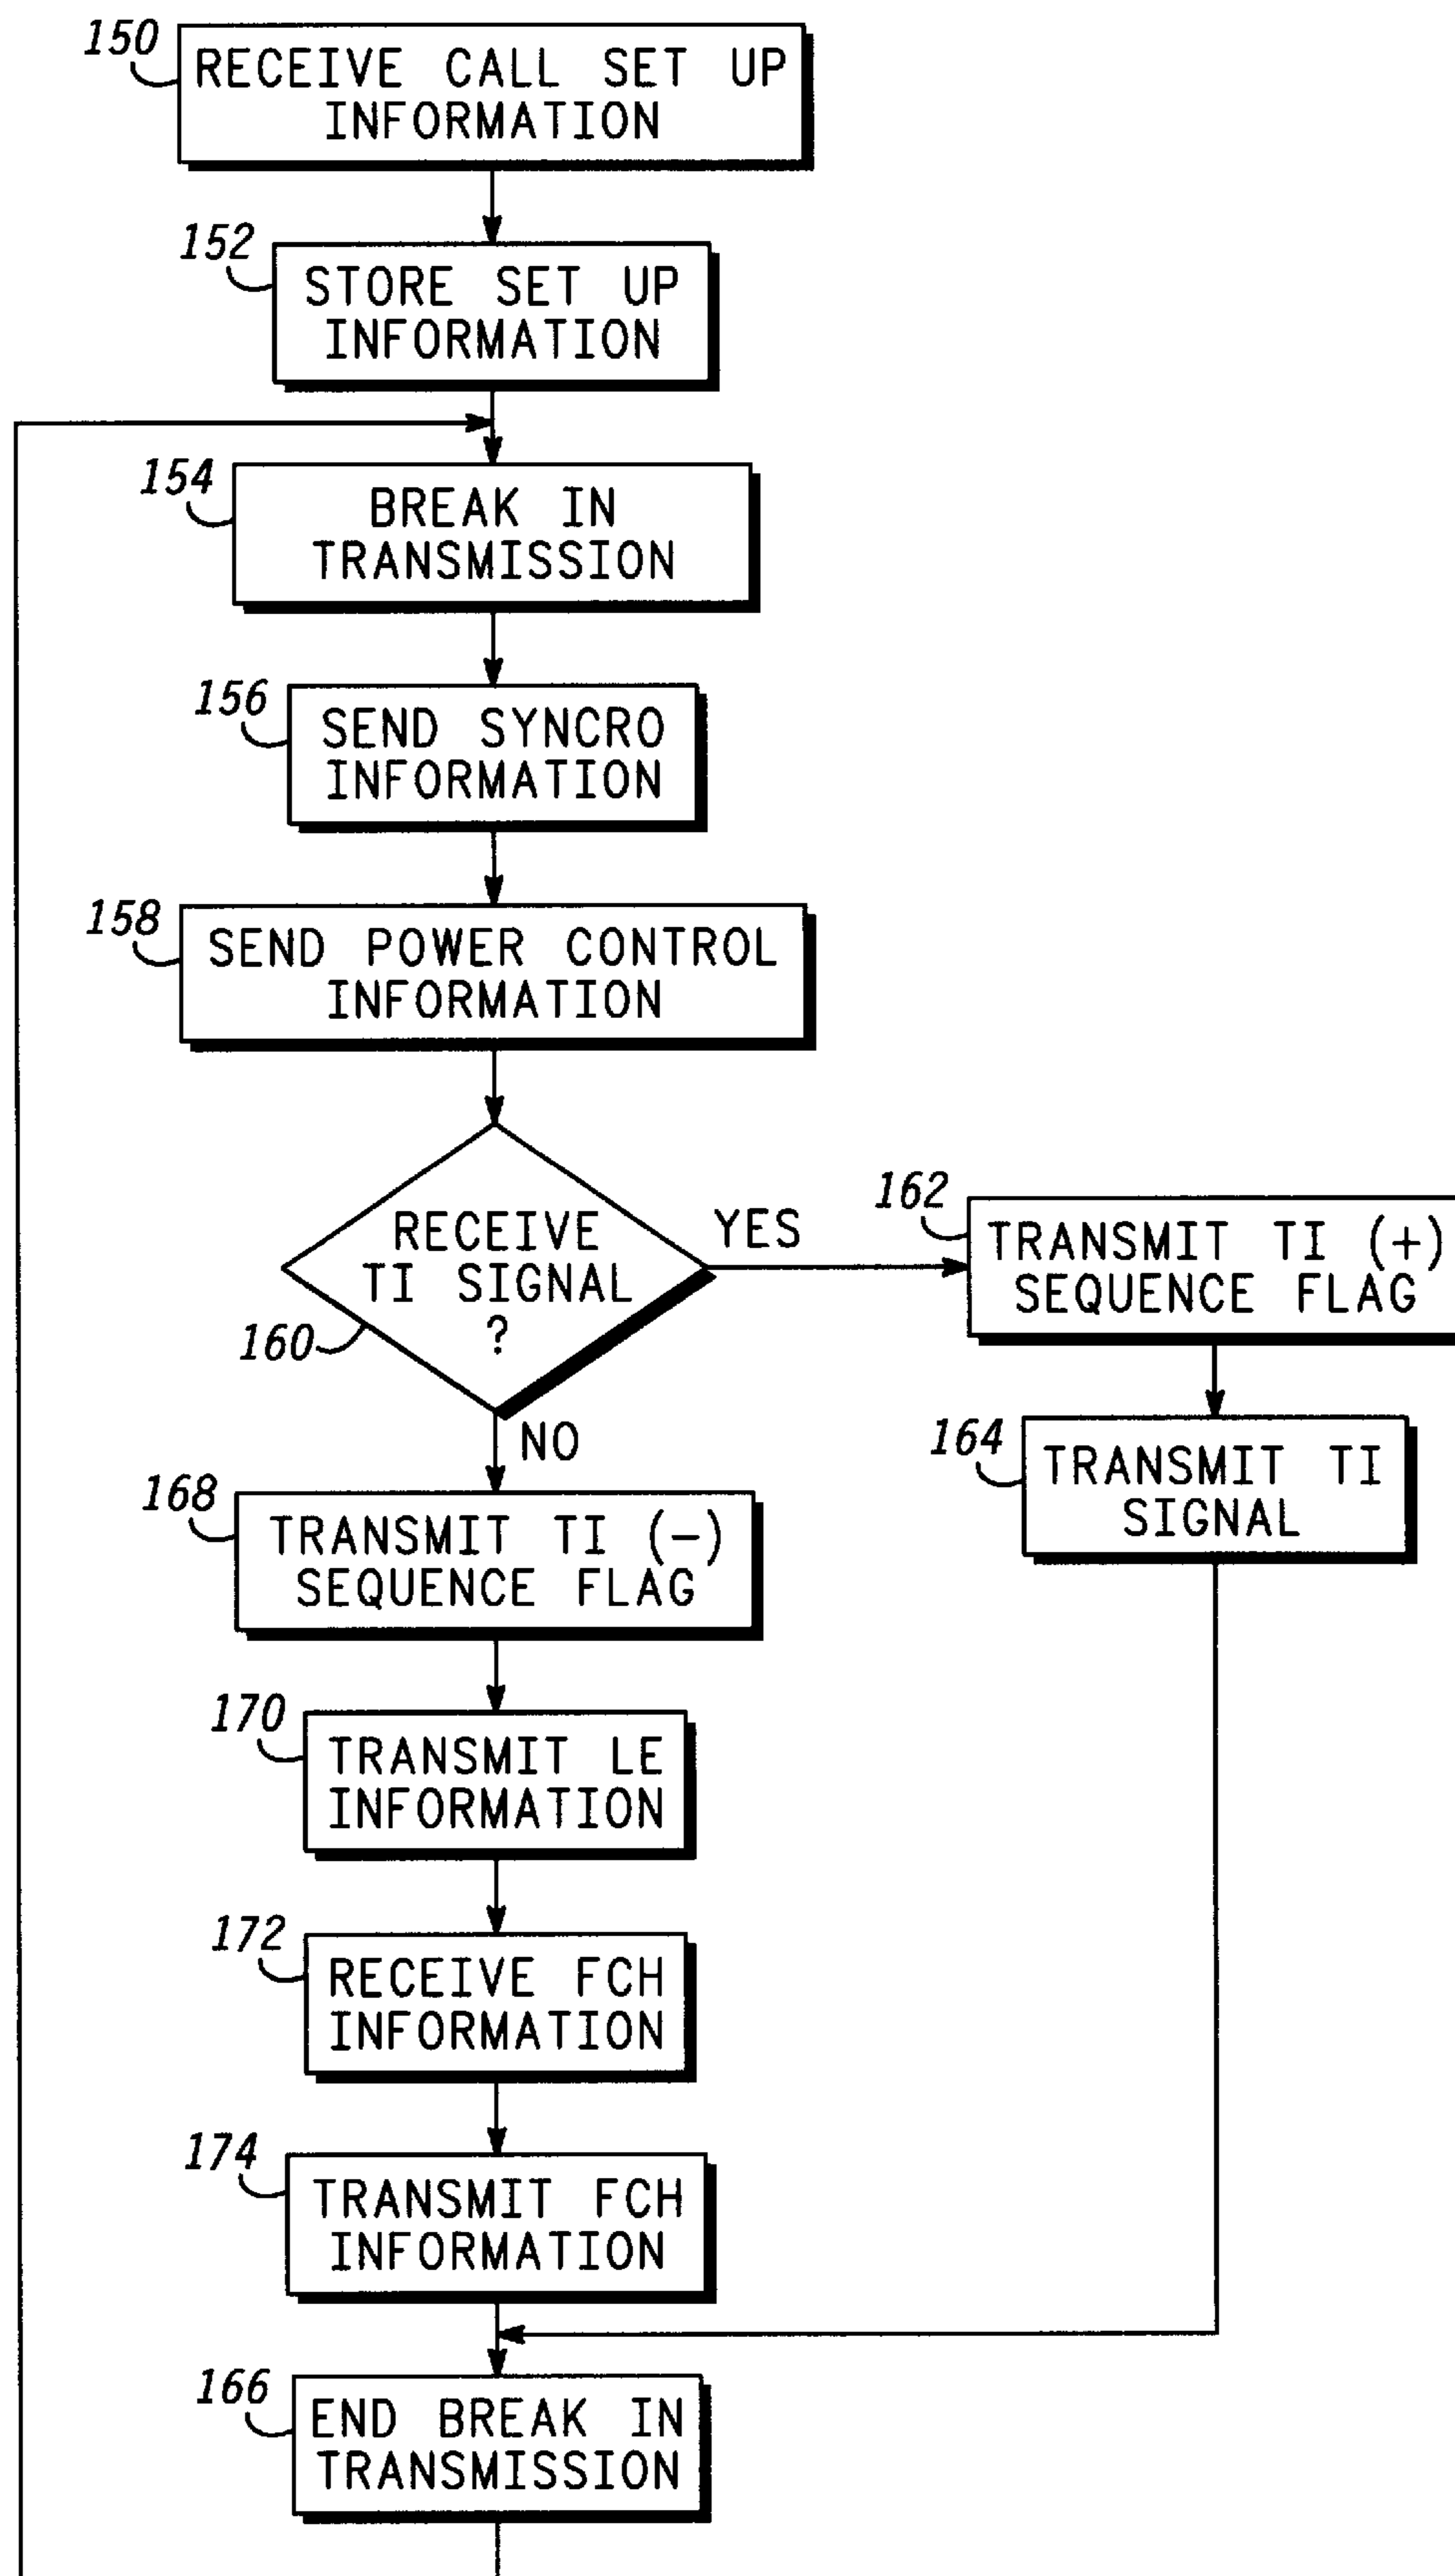 150
RECEIVE CALL SET UP
INFORMATION
152
STORE SET UP
INFORMATION
154
BREAK IN
TRANSMISSION
156
SEND SYNCRO
INFORMATION
158
SEND POWER CONTROL
INFORMATION
RECEIVE
TI SIGNAL
?
160
YES
162
TRANSMIT TI (+)
SEQUENCE FLAG
164
TRANSMIT TI
SIGNAL
NO
168
TRANSMIT TI (-)
SEQUENCE FLAG
170
TRANSMIT LE
INFORMATION
172
RECEIVE FCH
INFORMATION
174
TRANSMIT FCH
INFORMATION
166
END BREAK IN
TRANSMISSION